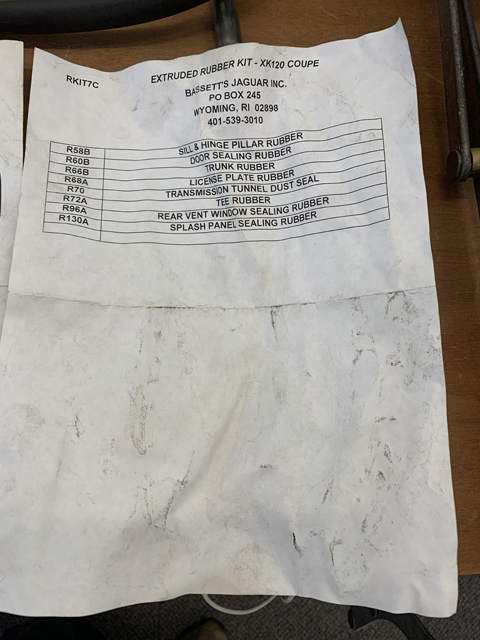 RKIT7C
EXTRUDED RUBBER KIT - XK120 COUPE
BASSETT'S JAGUAR INC.
PO BOX 245
WYOMING, RI 02898
401-539-3010
R58B SILL & HINGE PILLAR RUBBER
R60B DOOR SEALING RUBBER
R66B TRUNK RUBBER
R68A LICENSE PLATE RUBBER
R70 TRANSMISSION TUNNEL DUST SEAL
R72A TEE RUBBER
R96A REAR VENT WINDOW SEALING RUBBER
R130A SPLASH PANEL SEALING RUBBER